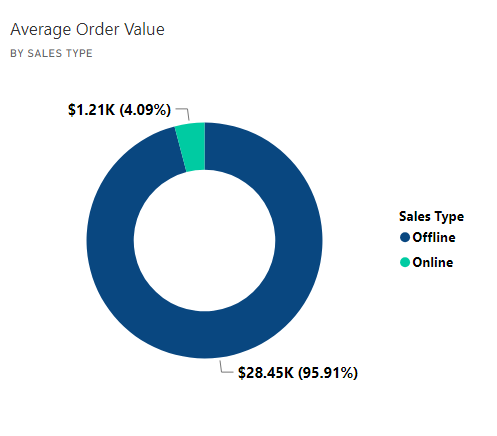 Average Order Value
BY SALES TYPE
$1.21K (4.09%)
Sales Type
Offline
Online
$28.45K (95.91%)